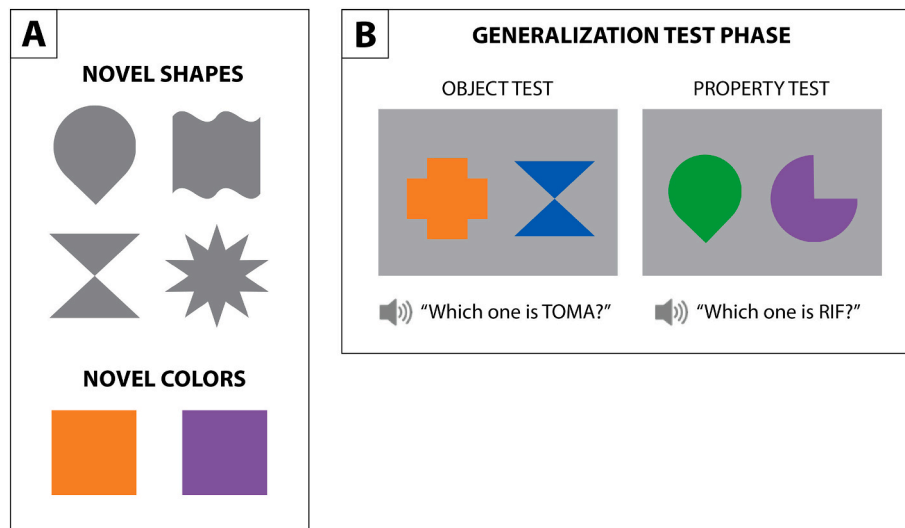 A
NOVEL SHAPES
NOVEL COLORS
B
GENERALIZATION TEST PHASE
OBJECT TEST
PROPERTY TEST
“Which one is TOMA?”
“Which one is RIF?”